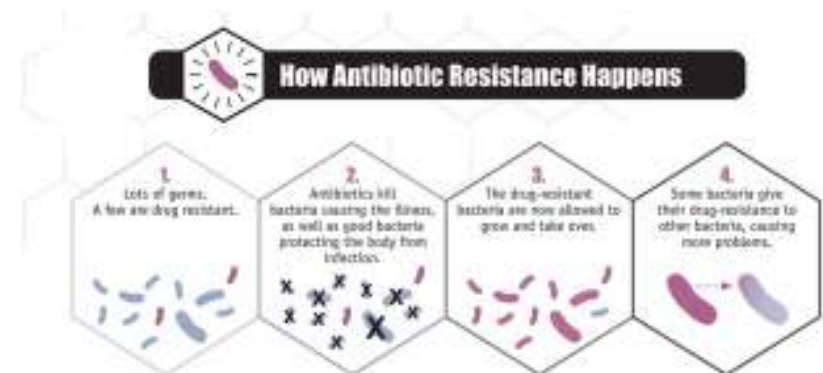 How Antibiotic Resistance Happens
1.
Lots of germs.
A few are drug resistant.
2.
Antibiotics kill
bacteria causing the illness,
as well as good bacteria
protecting the body from
infection.
3.
The drug-resistant
bacteria are now allowed to
grow and take over.
4.
Some bacteria give
their drug-resistance to
other bacteria, causing
more problems.